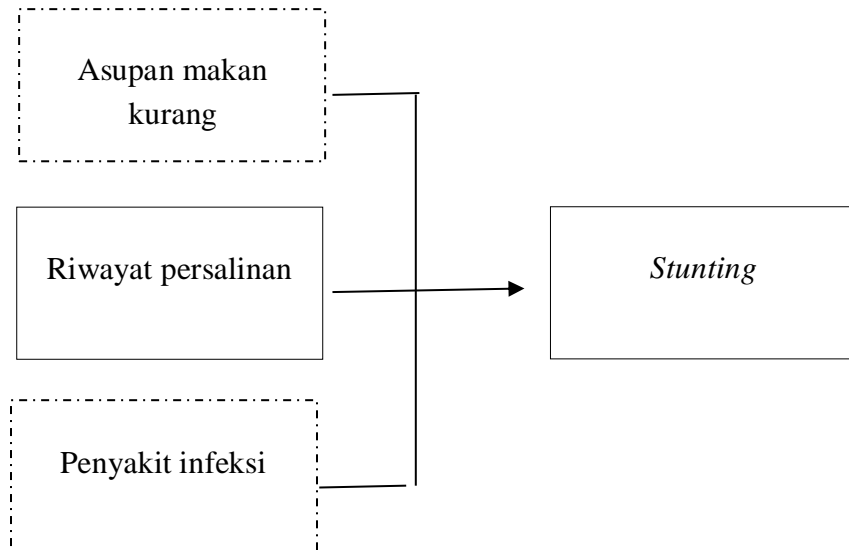 Asupan makan
kurang
Riwayat persalinan
Stunting
Penyakit infeksi